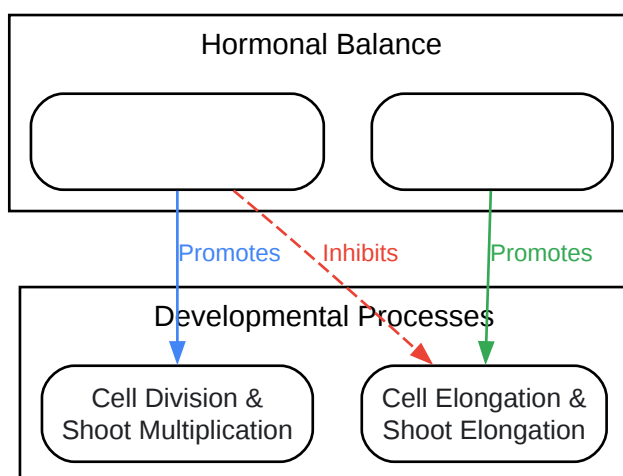 Hormonal Balance
Promotes
Inhibits
Promotes
Developmental Processes
Cell Division &
Shoot Multiplication
Cell Elongation &
Shoot Elongation